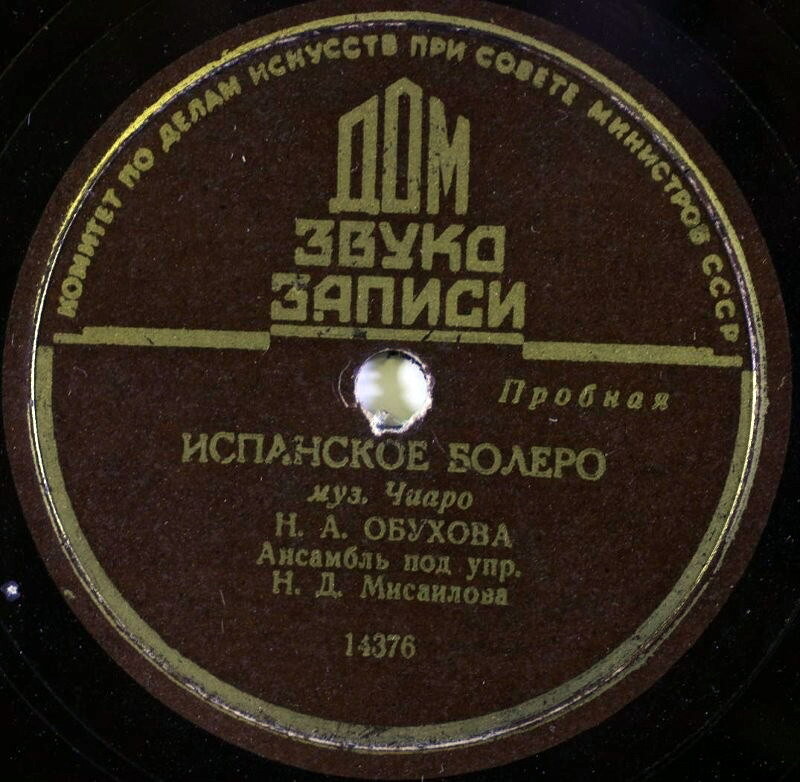 КОМИТЕТ ПО ДЕЛАМ ИСКУССТВ ПРИ СОВЕТЕ МИНИСТРОВ СССР
ДОМ
ЗВУКО
ЗАПИСИ
Пробная
ИСПАНСКОЕ БОЛЕРО
муз. Чааро
Н. А. ОБУХОВА
Ансамбль под упр.
Н. Д. Мисаилова
14376